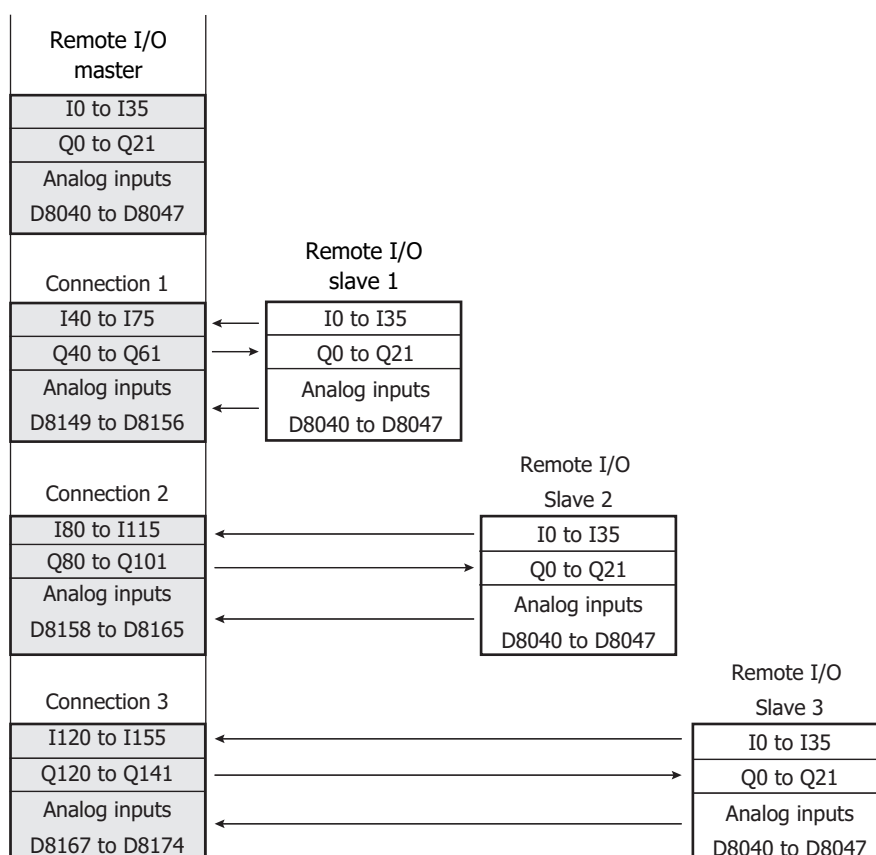 Remote I/O
master
I0 to I35
Q0 to Q21
Analog inputs
D8040 to D8047
Remote I/O
slave 1
Connection 1
I40 to I75
I0 to I35
Q40 to Q61
Q0 to Q21
Analog inputs
D8149 to D8156
Analog inputs
D8040 to D8047
Remote I/O
Slave 2
Connection 2
I80 to I115
I0 to I35
Q80 to Q101
Q0 to Q21
Analog inputs
D8158 to D8165
Analog inputs
D8040 to D8047
Remote I/O
Slave 3
Connection 3
I120 to I155
I0 to I35
Q120 to Q141
Q0 to Q21
Analog inputs
D8167 to D8174
Analog inputs
D8040 to D8047